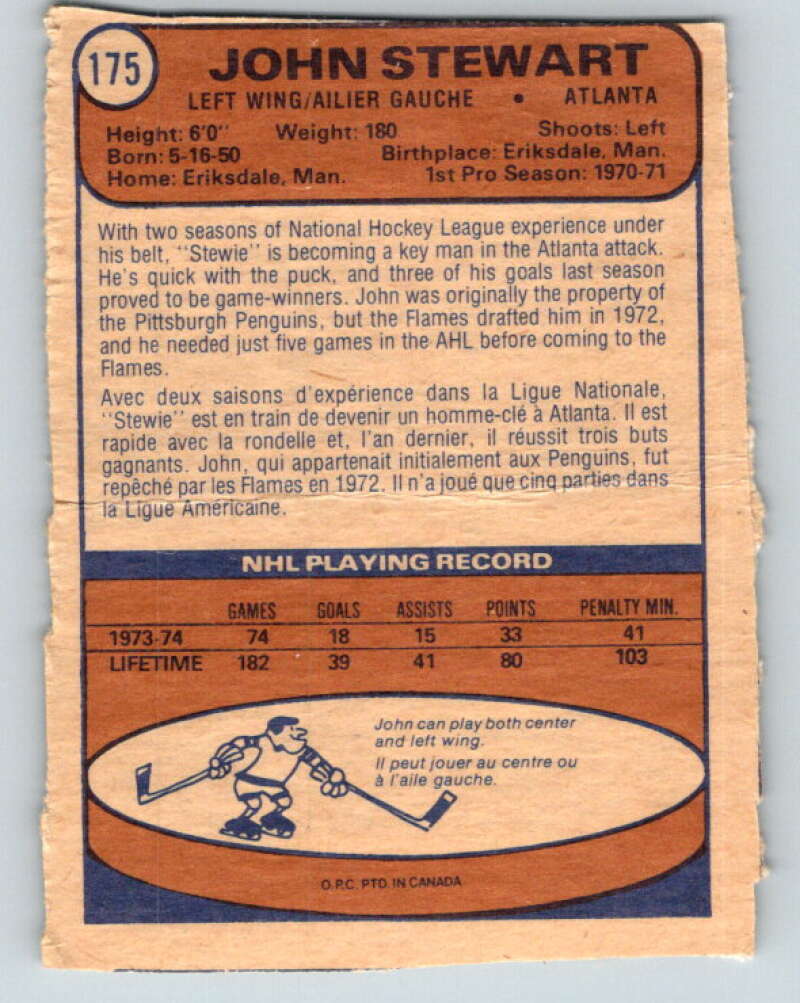 175
JOHN STEWART
LEFT WING/AILIER GAUCHE • ATLANTA
Height: 6'0" Weight: 180 Shoots: Left
Born: 5-16-50 Birthplace: Eriksdale, Man.
Home: Eriksdale, Man. 1st Pro Season: 1970-71
With two seasons of National Hockey League experience under
his belt, "Stewie" is becoming a key man in the Atlanta attack.
He's quick with the puck, and three of his goals last season
proved to be game-winners. John was originally the property of
the Pittsburgh Penguins, but the Flames drafted him in 1972,
and he needed just five games in the AHL before coming to the
Flames.
Avec deux saisons d'expérience dans la Ligue Nationale,
"Stewie" est en train de devenir un homme-clé à Atlanta. Il est
rapide avec la rondelle et, l'an dernier, il réussit trois buts
gagnants. John, qui appartenait initialement aux Penguins, fut
repêché par les Flames en 1972. Il n'a joué que cinq parties dans
la Ligue Américaine.
NHL PLAYING RECORD
GAMES GOALS ASSISTS POINTS PENALTY MIN.
1973-74 74 18 15 33 41
LIFETIME 182 39 41 80 103
John can play both center
and left wing.
Il peut jouer au centre ou
à l'aile gauche.
O.P.C. PTD. IN CANADA